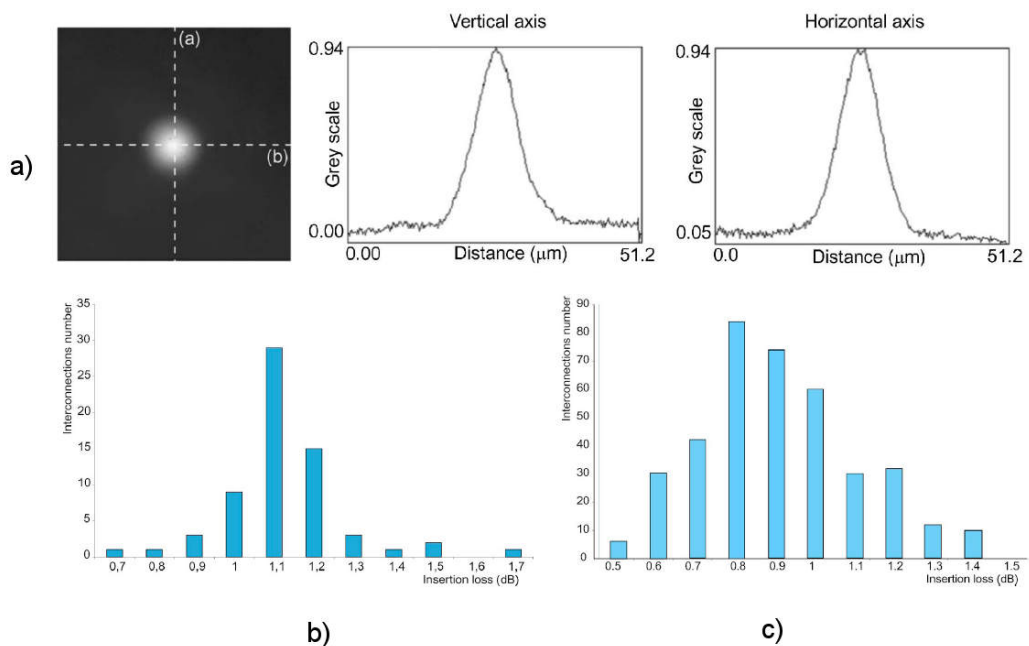 a)
(a)
(b)
Vertical axis
0.94
Grey scale
0.00
0.00
Distance (μm)
51.2
Horizontal axis
0.94
Grey scale
0.05
0.0
Distance (μm)
51.2
Interconnections number
35
30
25
20
15
10
5
0
0,7 0,8 0,9 1 1,1 1,2 1,3 1,4 1,5 1,6 1,7
Insertion loss (dB)
b)
Interconnections number
90
80
70
60
50
40
30
20
10
0
0.5 0.6 0.7 0.8 0.9 1 1.1 1.2 1.3 1.4 1.5
Insertion loss (dB)
c)